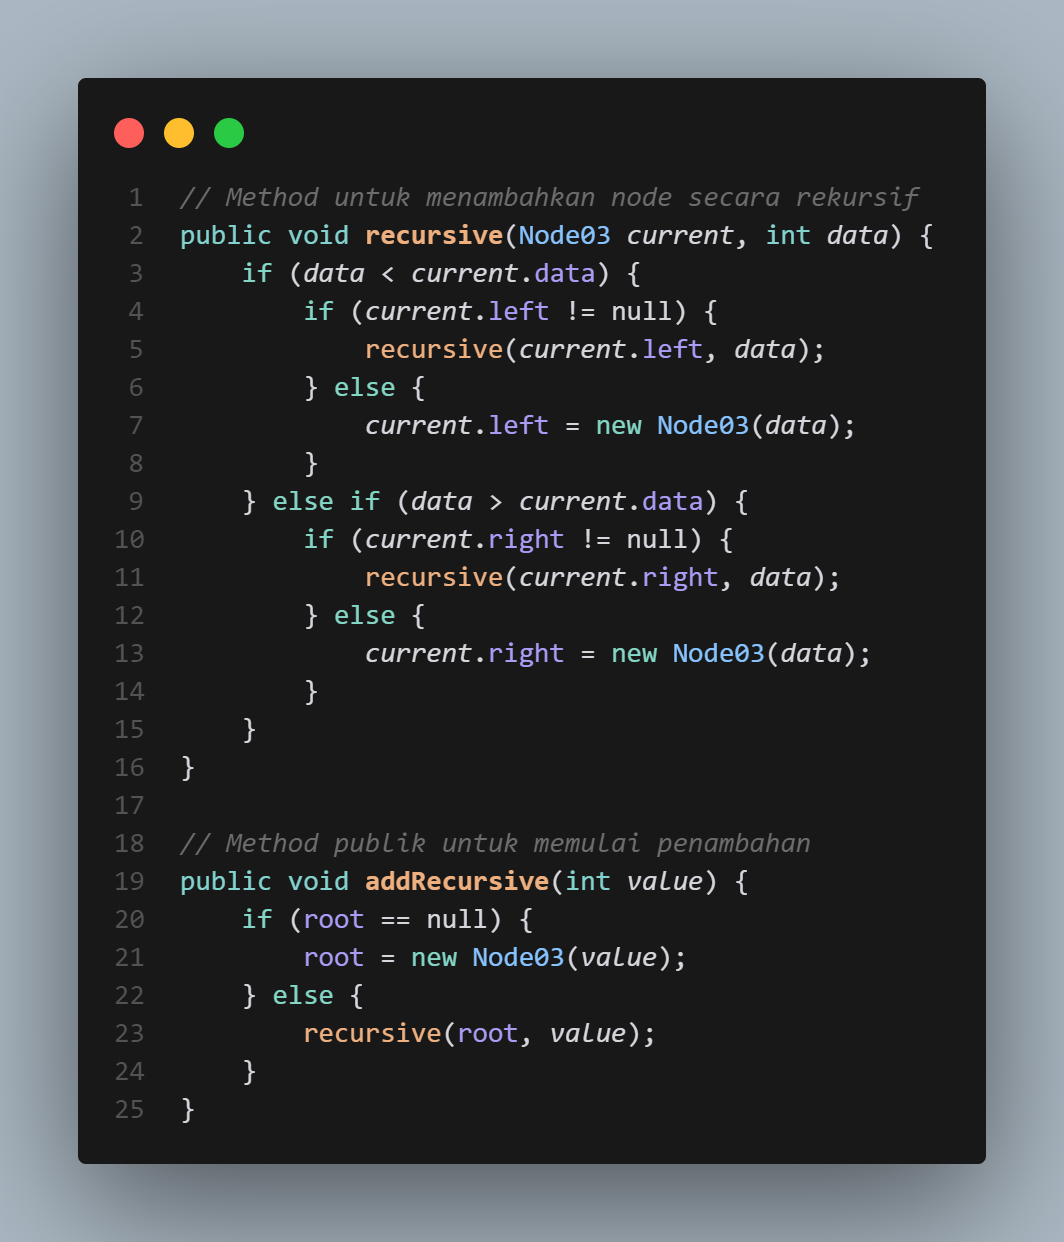 1 // Method untuk menambahkan node secara rekursif
2 public void recursive(Node03 current, int data) {
3     if (data < current.data) {
4         if (current.left != null) {
5             recursive(current.left, data);
6         } else {
7             current.left = new Node03(data);
8         }
9     } else if (data > current.data) {
10         if (current.right != null) {
11             recursive(current.right, data);
12         } else {
13             current.right = new Node03(data);
14         }
15     }
16 }
17
18 // Method publik untuk memulai penambahan
19 public void addRecursive(int value) {
20     if (root == null) {
21         root = new Node03(value);
22     } else {
23         recursive(root, value);
24     }
25 }